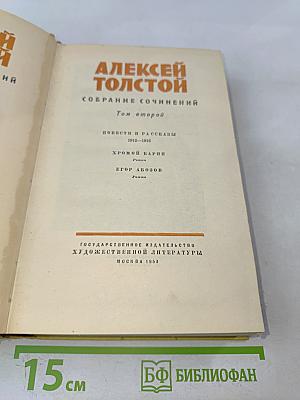 АЛЕКСЕЙ
ТОЛСТОЙ
СОБРАНИЕ СОЧИНЕНИЙ
Том второй
ПОВЕСТИ И РАССКАЗЫ
ХРОМОЙ БАРИН
Роман
ЕГОР АБОЗОВ
Роман
ГОСУДАРСТВЕННОЕ ИЗДАТЕЛЬСТВО
ХУДОЖЕСТВЕННОЙ ЛИТЕРАТУРЫ
МОСКВА 1958
15 см
БФ БИБЛИОФАН